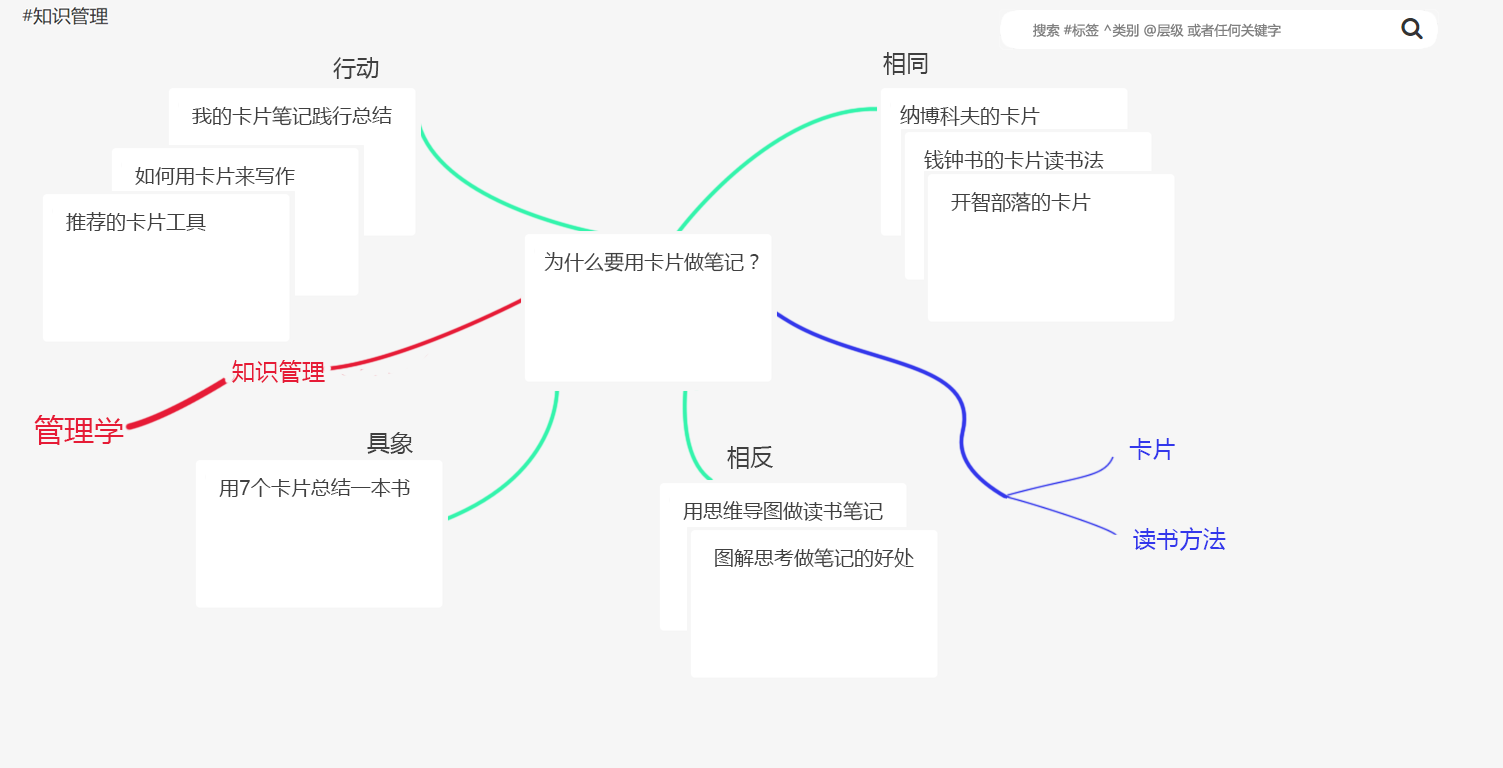 #知识管理
搜索 #标签 ^类别 @层级 或者任何关键字
行动
我的卡片笔记践行总结
如何用卡片来写作
推荐的卡片工具
相同
纳博科夫的卡片
钱钟书的卡片读书法
开智部落的卡片
为什么要用卡片做笔记？
知识管理
管理学
具象
用7个卡片总结一本书
相反
用思维导图做读书笔记
图解思考做笔记的好处
卡片
读书方法